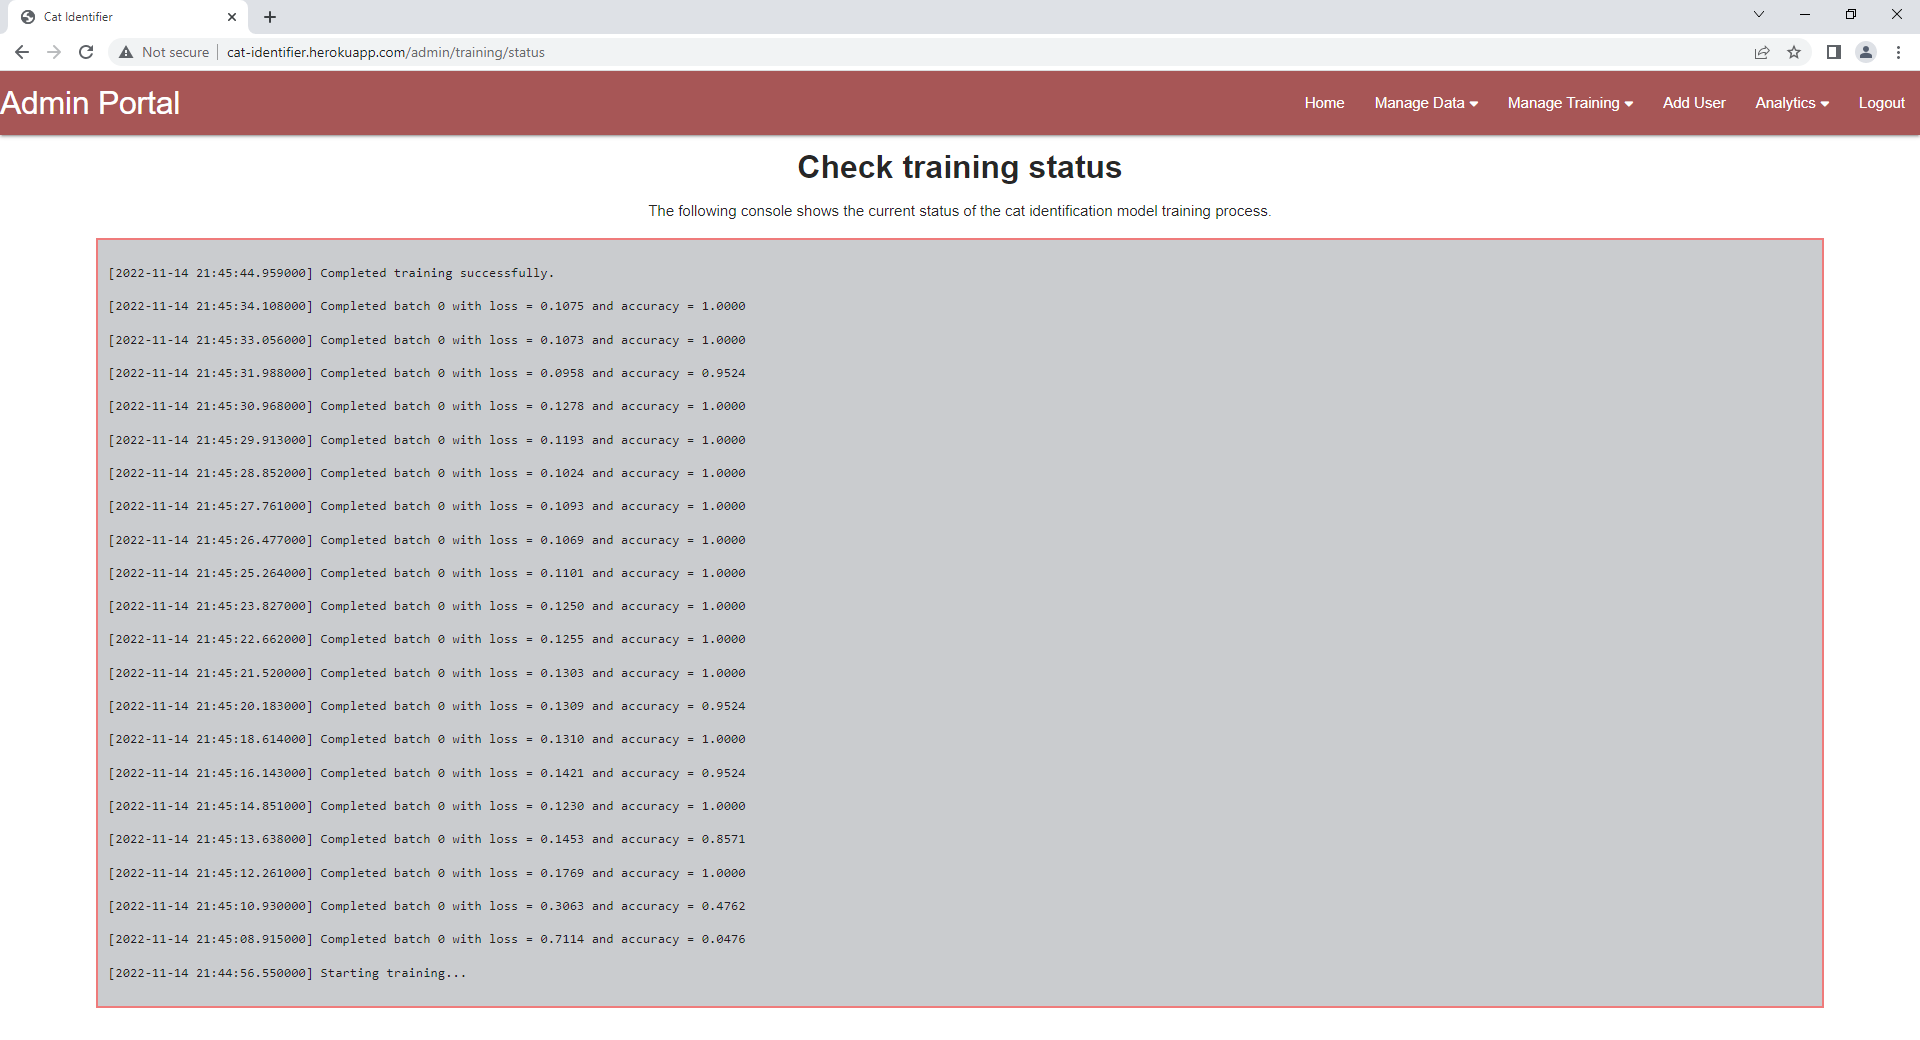 Cat Identifier
Not secure
cat-identifier.herokuapp.com/admin/training/status
Admin Portal
Home Manage Data Manage Training Add User Analytics Logout
Check training status
The following console shows the current status of the cat identification model training process.
[2022-11-14 21:45:44.959000] Completed training successfully.
[2022-11-14 21:45:34.108000] Completed batch 0 with loss = 0.1075 and accuracy = 1.0000
[2022-11-14 21:45:33.056000] Completed batch 0 with loss = 0.1073 and accuracy = 1.0000
[2022-11-14 21:45:31.988000] Completed batch 0 with loss = 0.0958 and accuracy = 0.9524
[2022-11-14 21:45:30.968000] Completed batch 0 with loss = 0.1278 and accuracy = 1.0000
[2022-11-14 21:45:29.913000] Completed batch 0 with loss = 0.1193 and accuracy = 1.0000
[2022-11-14 21:45:28.852000] Completed batch 0 with loss = 0.1024 and accuracy = 1.0000
[2022-11-14 21:45:27.761000] Completed batch 0 with loss = 0.1093 and accuracy = 1.0000
[2022-11-14 21:45:26.477000] Completed batch 0 with loss = 0.1069 and accuracy = 1.0000
[2022-11-14 21:45:25.264000] Completed batch 0 with loss = 0.1101 and accuracy = 1.0000
[2022-11-14 21:45:23.827000] Completed batch 0 with loss = 0.1250 and accuracy = 1.0000
[2022-11-14 21:45:22.662000] Completed batch 0 with loss = 0.1255 and accuracy = 1.0000
[2022-11-14 21:45:21.520000] Completed batch 0 with loss = 0.1303 and accuracy = 1.0000
[2022-11-14 21:45:20.183000] Completed batch 0 with loss = 0.1309 and accuracy = 0.9524
[2022-11-14 21:45:18.614000] Completed batch 0 with loss = 0.1310 and accuracy = 1.0000
[2022-11-14 21:45:16.143000] Completed batch 0 with loss = 0.1421 and accuracy = 0.9524
[2022-11-14 21:45:14.851000] Completed batch 0 with loss = 0.1230 and accuracy = 1.0000
[2022-11-14 21:45:13.638000] Completed batch 0 with loss = 0.1453 and accuracy = 0.8571
[2022-11-14 21:45:12.261000] Completed batch 0 with loss = 0.1769 and accuracy = 1.0000
[2022-11-14 21:45:10.930000] Completed batch 0 with loss = 0.3063 and accuracy = 0.4762
[2022-11-14 21:45:08.915000] Completed batch 0 with loss = 0.7114 and accuracy = 0.0476
[2022-11-14 21:44:56.550000] Starting training...